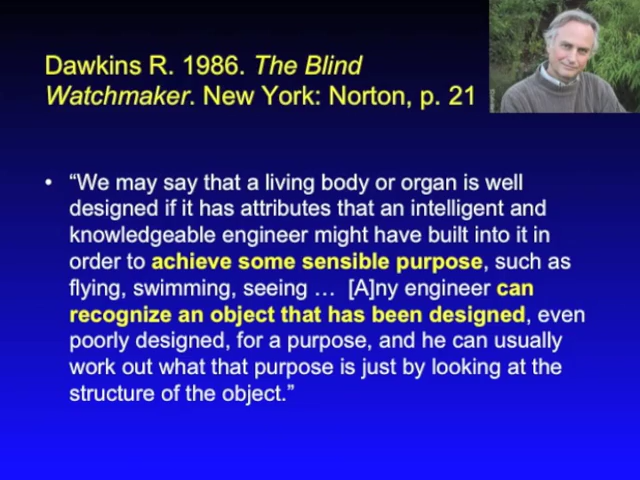 Dawkins R. 1986. The Blind
Watchmaker. New York: Norton, p. 21
• “We may say that a living body or organ is well
designed if it has attributes that an intelligent and
knowledgeable engineer might have built into it in
order to achieve some sensible purpose, such as
flying, swimming, seeing … [A]ny engineer can
recognize an object that has been designed, even
poorly designed, for a purpose, and he can usually
work out what that purpose is just by looking at the
structure of the object.”